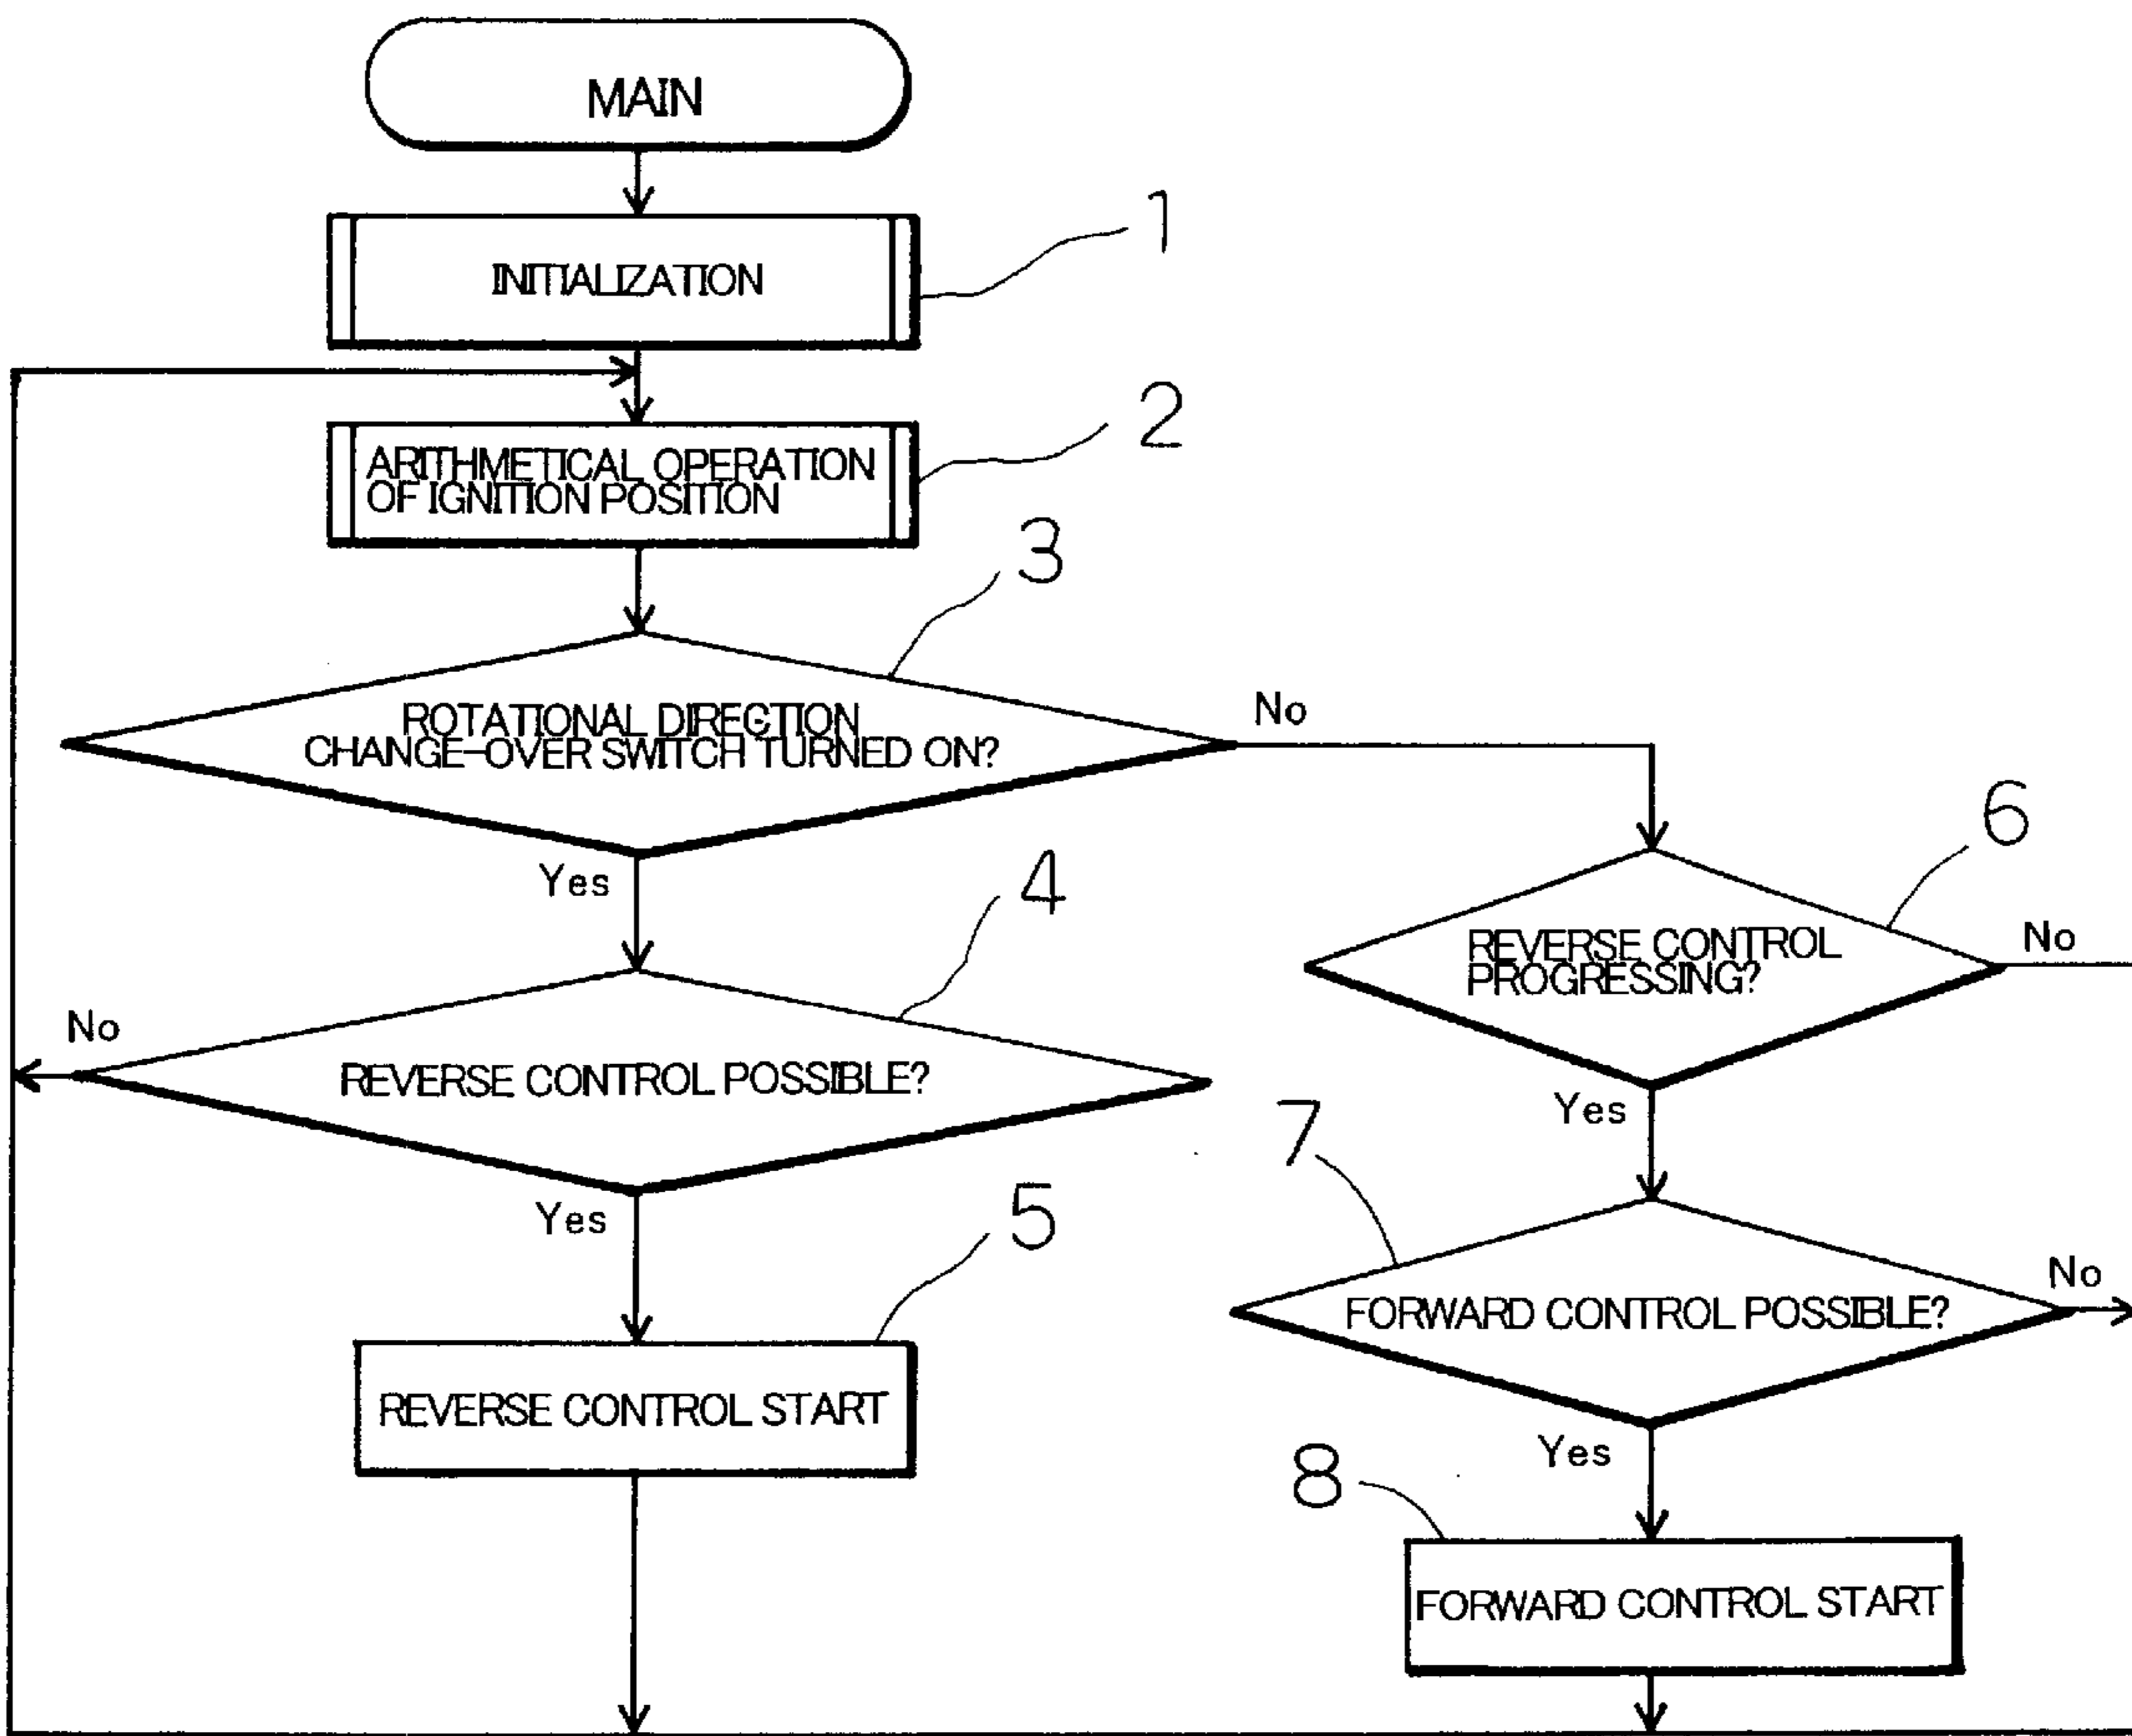 MAIN
1
INITIALIZATION
2
ARITHMETICAL OPERATION
OF IGNITION POSITION
3
ROTATIONAL DIRECTION
CHANGE-OVER SWITCH TURNED ON?
No
Yes
4
No
REVERSE CONTROL POSSIBLE?
Yes
5
REVERSE CONTROL START
6
REVERSE CONTROL
PROGRESSING?
No
Yes
7
FORWARD CONTROL POSSIBLE?
No
Yes
8
FORWARD CONTROL START